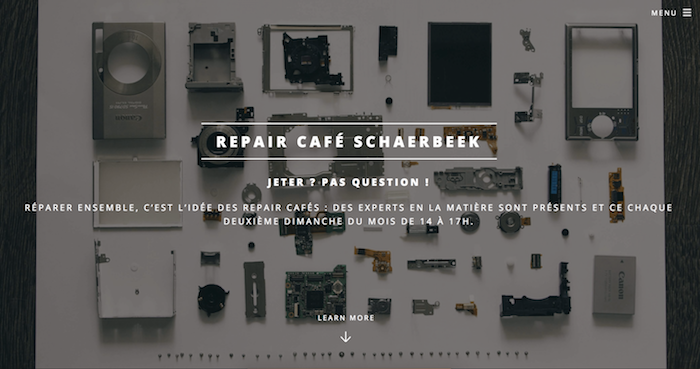 MENU
REPAIR CAFÉ SCHAERBEEK
JETER ? PAS QUESTION !
RÉPARER ENSEMBLE, C'EST L'IDÉE DES REPAIR CAFÉS : DES EXPERTS EN LA MATIÈRE SONT PRÉSENTS ET CE CHAQUE
DEUXIÈME DIMANCHE DU MOIS DE 14 À 17H.
Canon
LEARN MORE